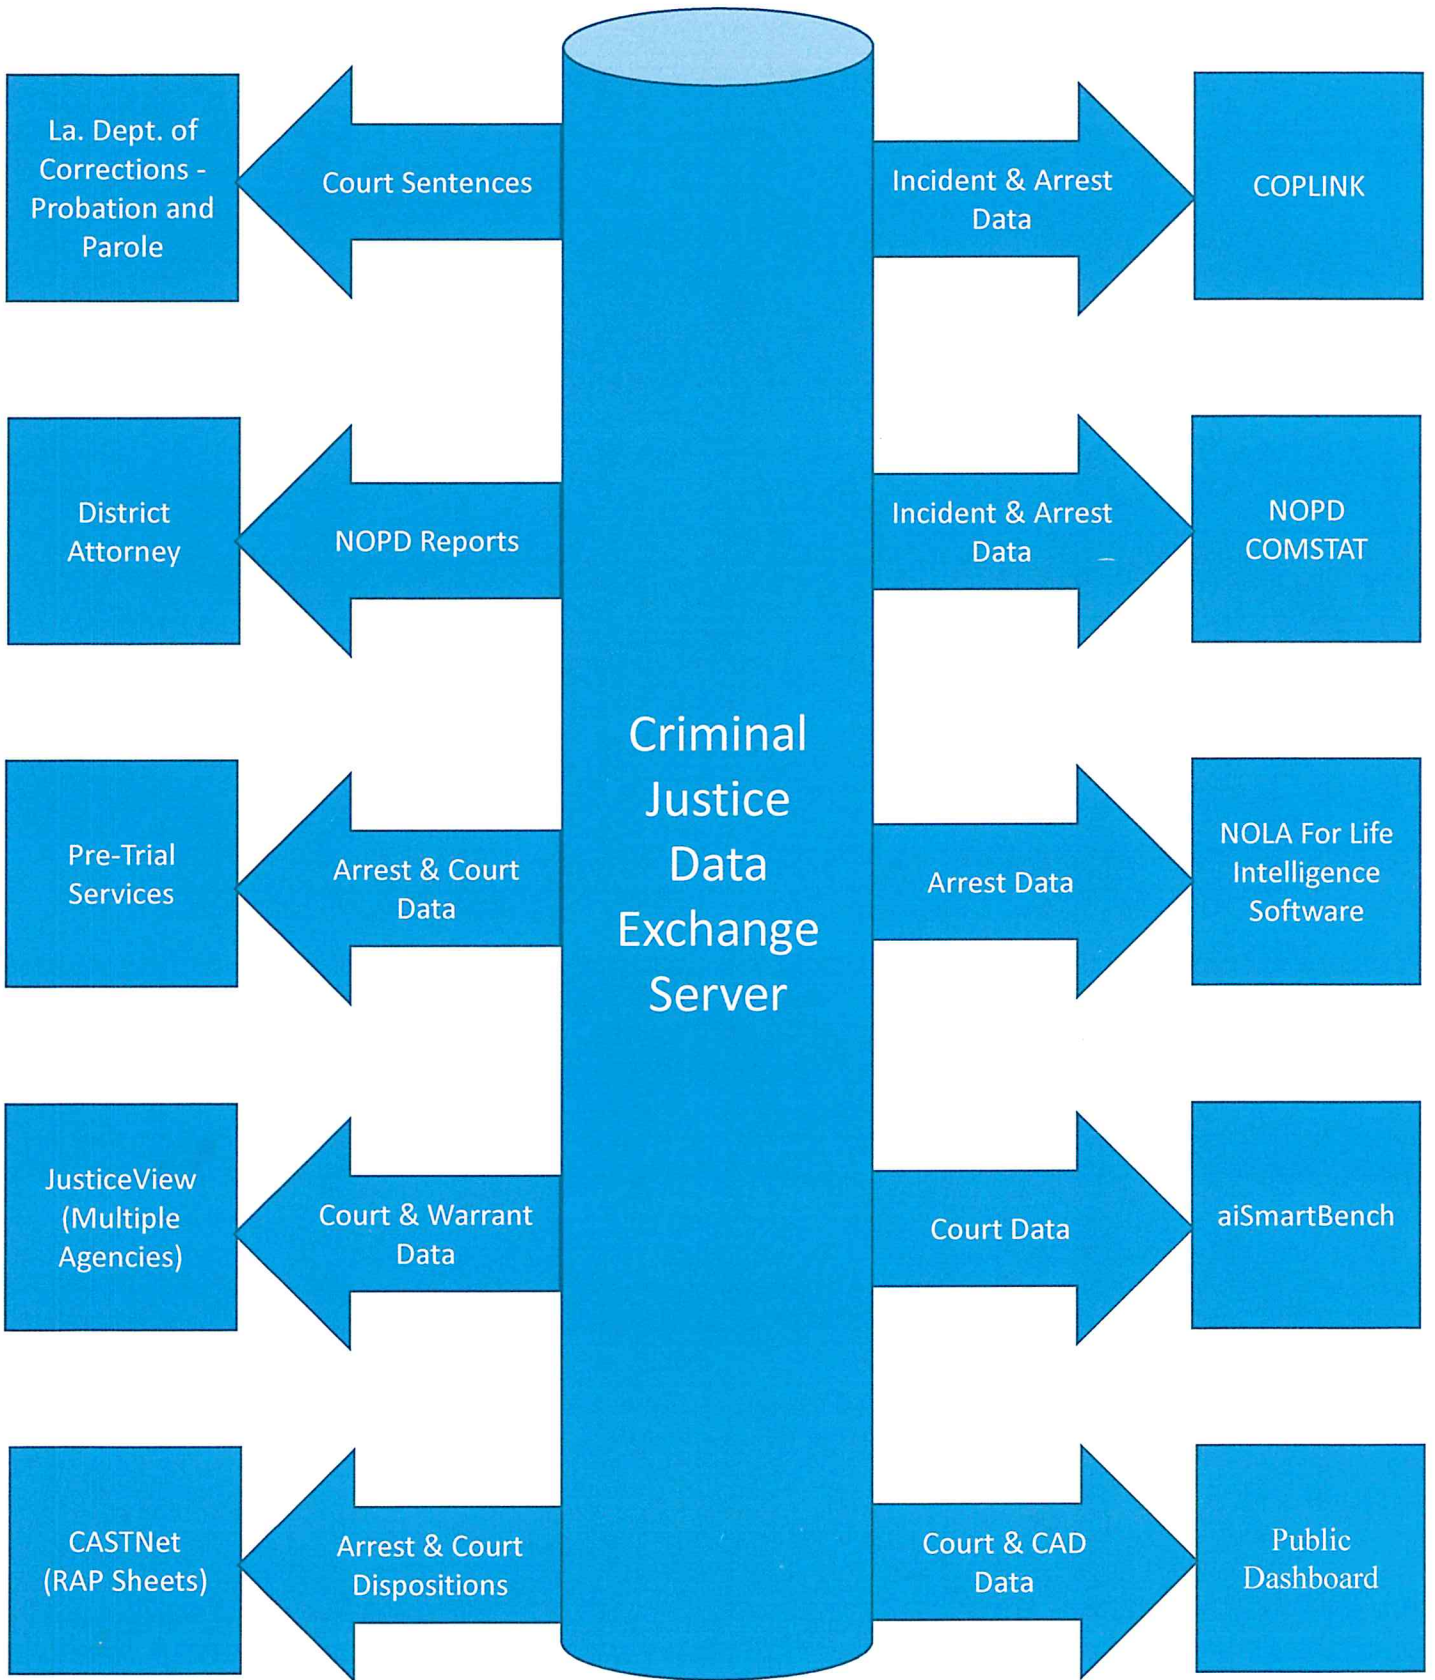 La. Dept. of
Corrections -
Probation and
Parole
Court Sentences
Incident & Arrest
Data
COPLINK
District
Attorney
NOPD Reports
Incident & Arrest
Data
NOPD
COMSTAT
Criminal
Justice
Data
Exchange
Server
Pre-Trial
Services
Arrest & Court
Data
Arrest Data
NOLA For Life
Intelligence
Software
JusticeView
(Multiple
Agencies)
Court & Warrant
Data
Court Data
aiSmartBench
CASTNet
(RAP Sheets)
Arrest & Court
Dispositions
Court & CAD
Data
Public
Dashboard